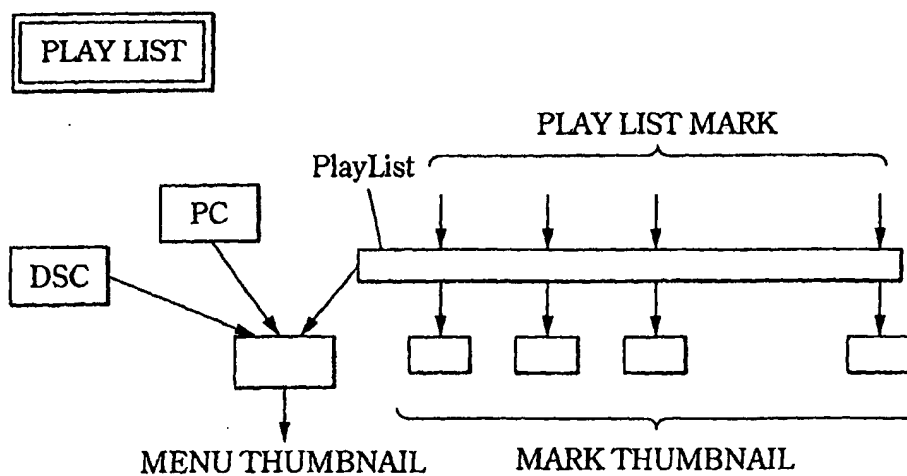 PLAY LIST
PLAY LIST MARK
PlayList
PC
DSC
MENU THUMBNAIL
MARK THUMBNAIL